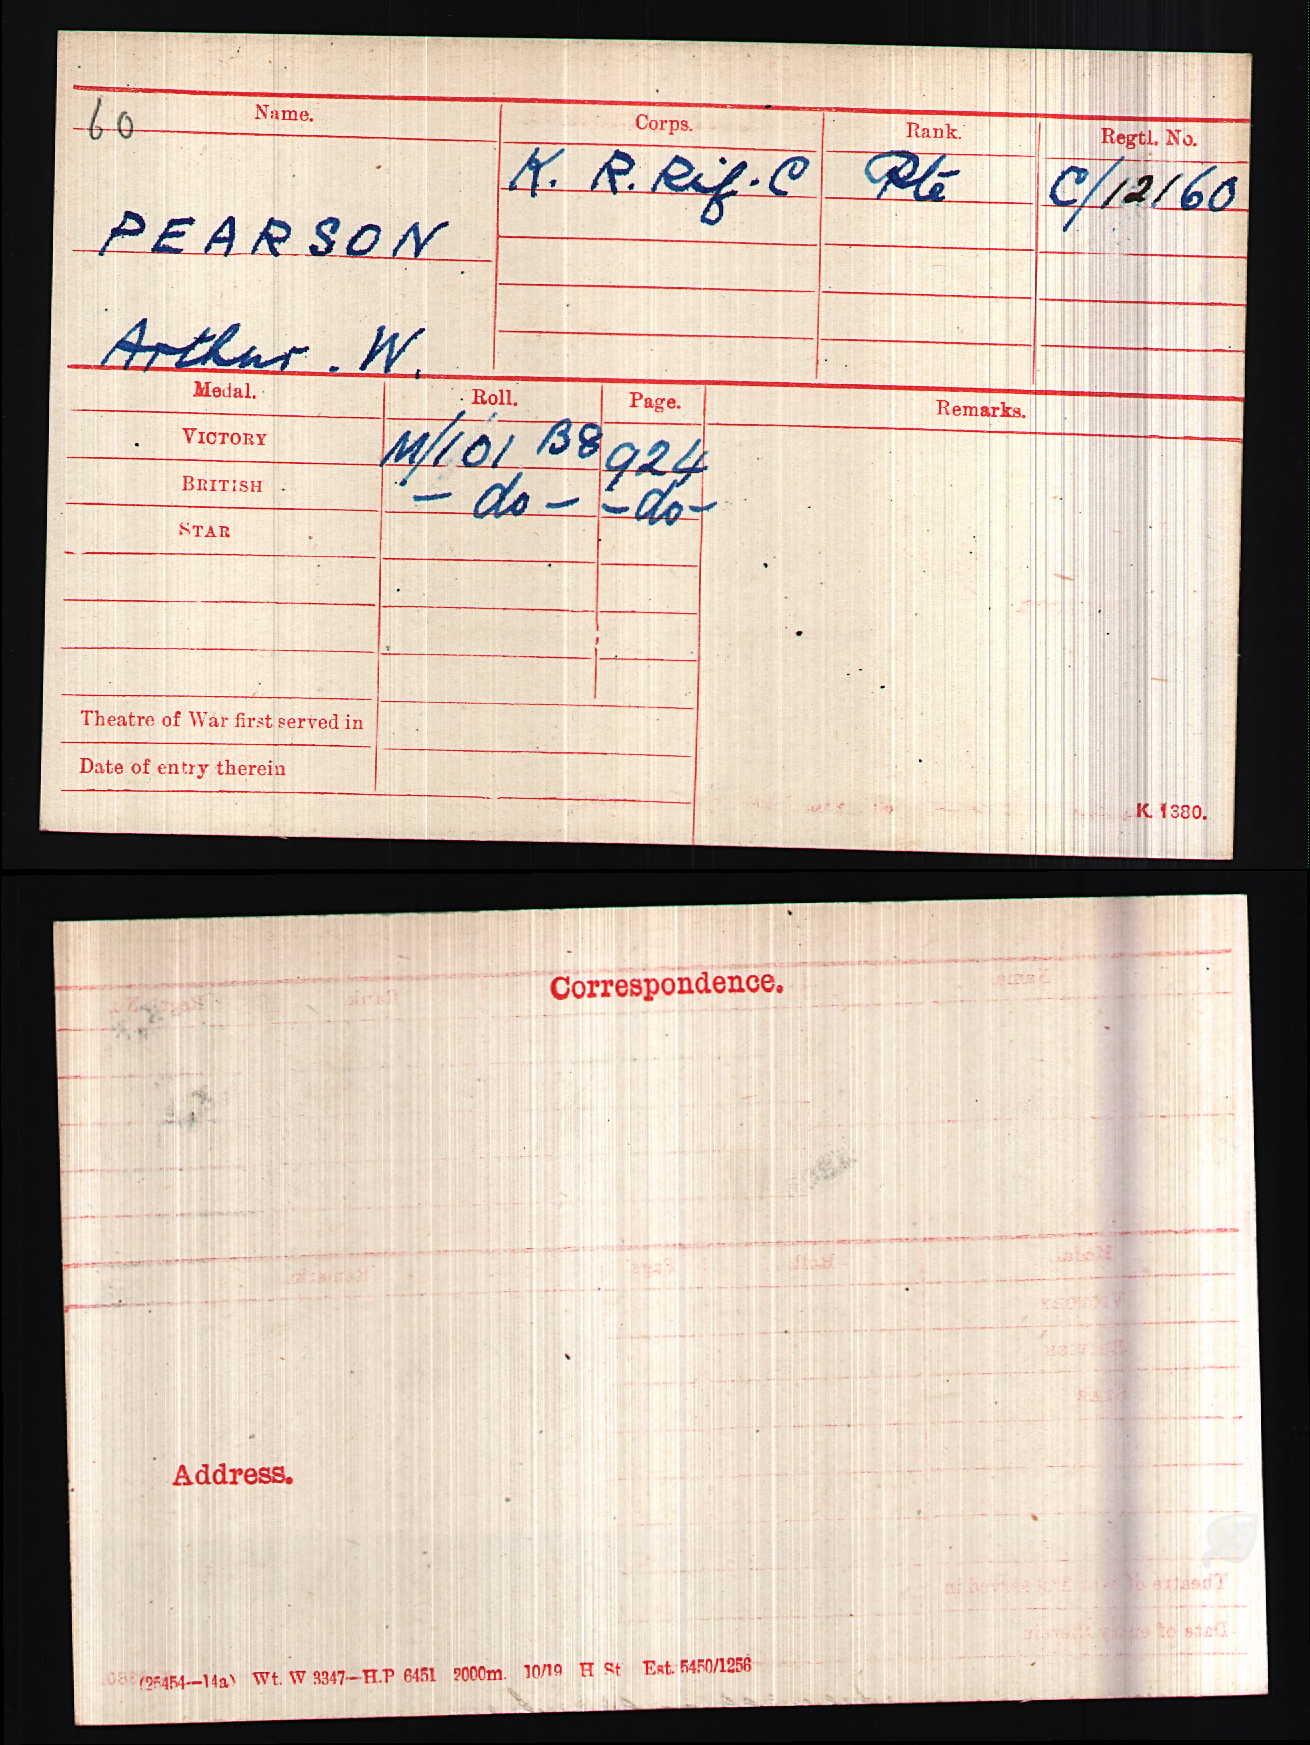 60
Name. Corps. Rank. Regtl. No.
K. R. Rif. C Pte C/12160
PEARSON
Arthur. W.
Medal. Roll. Page. Remarks.
VICTORY M/101 B8 924
BRITISH - do - - do -
STAR
Theatre of War first served in
Date of entry therein
K. 1380.
Correspondence.
Address.
(25454—14a) Wt. W 3347—H.P 6451 2000m. 10/19 H St Est. 5450/1256